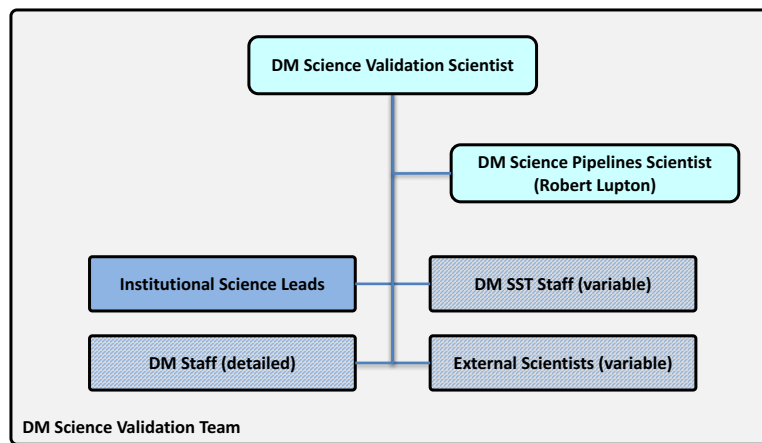 DM Science Validation Scientist
DM Science Pipelines Scientist
(Robert Lupton)
Institutional Science Leads
DM SST Staff (variable)
DM Staff (detailed)
External Scientists (variable)
DM Science Validation Team